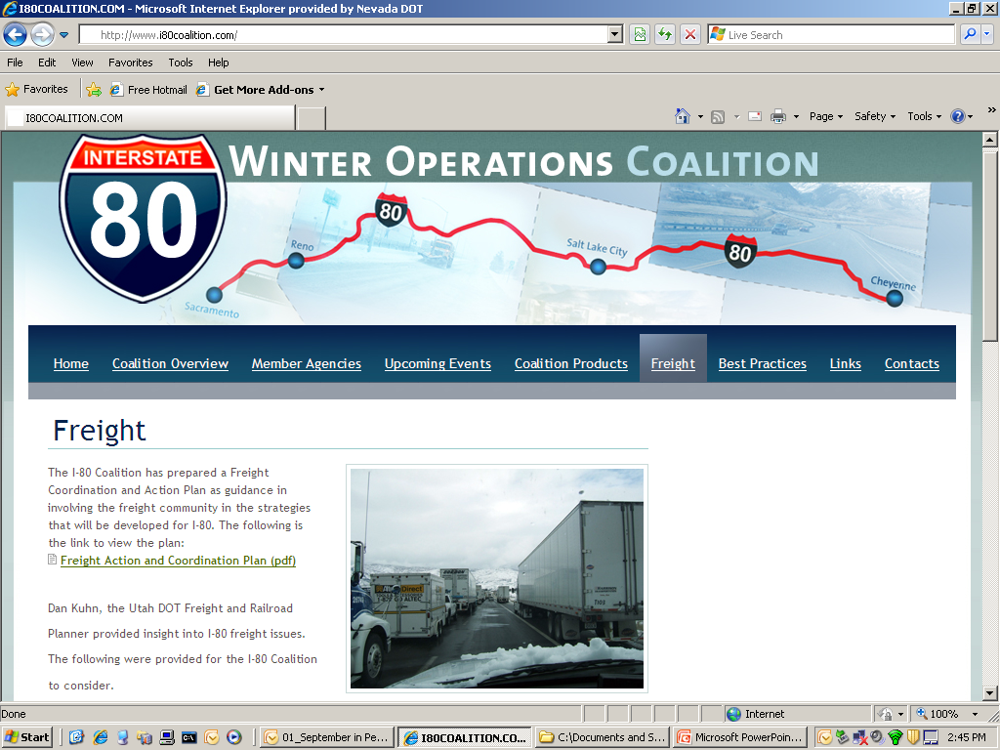 I80COALITION.COM - Microsoft Internet Explorer provided by Nevada DOT
http://www.i80coalition.com/
Live Search
File Edit View Favorites Tools Help
Favorites Free Hotmail Get More Add-ons
I80COALITION.COM
Page Safety Tools
INTERSTATE
80
WINTER OPERATIONS COALITION
80
Reno
Salt Lake City
80
Cheyenne
Sacramento
Home Coalition Overview Member Agencies Upcoming Events Coalition Products Freight Best Practices Links Contacts
Freight
The I-80 Coalition has prepared a Freight
Coordination and Action Plan as guidance in
involving the freight community in the strategies
that will be developed for I-80. The following is
the link to view the plan:
Freight Action and Coordination Plan (pdf)
Dan Kuhn, the Utah DOT Freight and Railroad
Planner provided insight into I-80 freight issues.
The following were provided for the I-80 Coalition
to consider.
Direct
Done Internet 100%
Start 01_September in Pe... I80COALITION.CO... C:\Documents and S... Microsoft PowerPoin... 2:45 PM